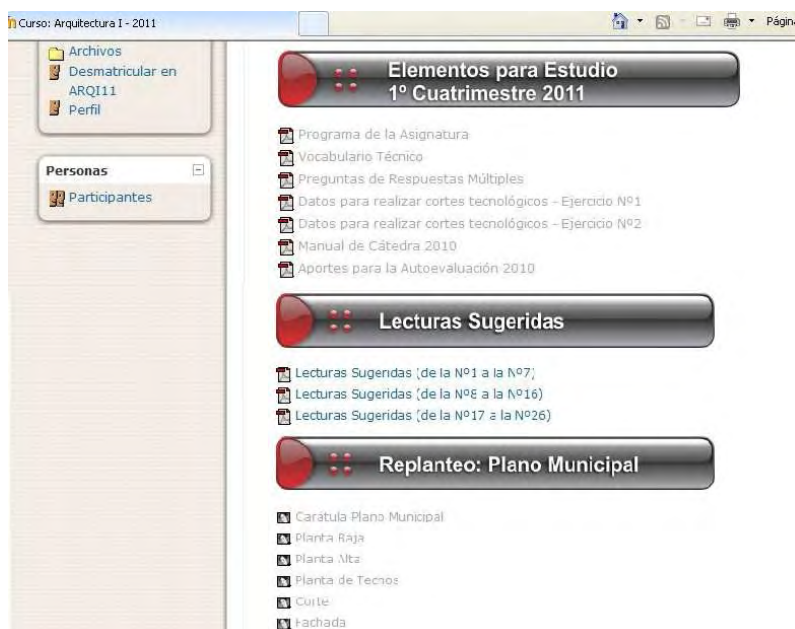 Curso: Arquitectura I - 2011
Página
Archivos
Desmatricular en
ARQI11
Perfil
Personas
Participantes
Elementos para Estudio
1º Cuatrimestre 2011
Programa de la Asignatura
Vocabulario Técnico
Preguntas de Respuestas Múltiples
Datos para realizar cortes tecnológicos - Ejercicio Nº1
Datos para realizar cortes tecnológicos - Ejercicio Nº2
Manual de Cátedra 2010
Aportes para la Autoevaluación 2010
Lecturas Sugeridas
Lecturas Sugeridas (de la Nº1 a la Nº7)
Lecturas Sugeridas (de la Nº8 a la Nº16)
Lecturas Sugeridas (de la Nº17 a la Nº26)
Replanteo: Plano Municipal
Carátula Plano Municipal
Planta Baja
Planta Alta
Planta de Techos
Corte
Fachada